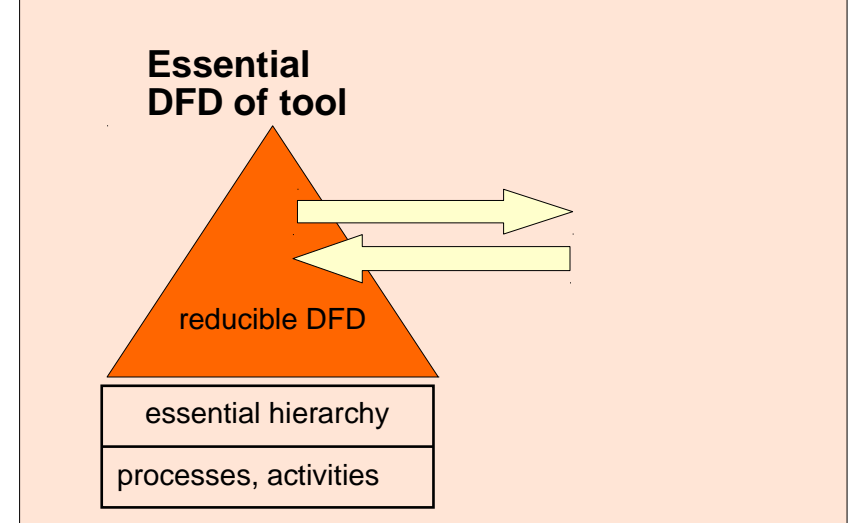 Essential
DFD of tool
reducible DFD
essential hierarchy
processes, activities